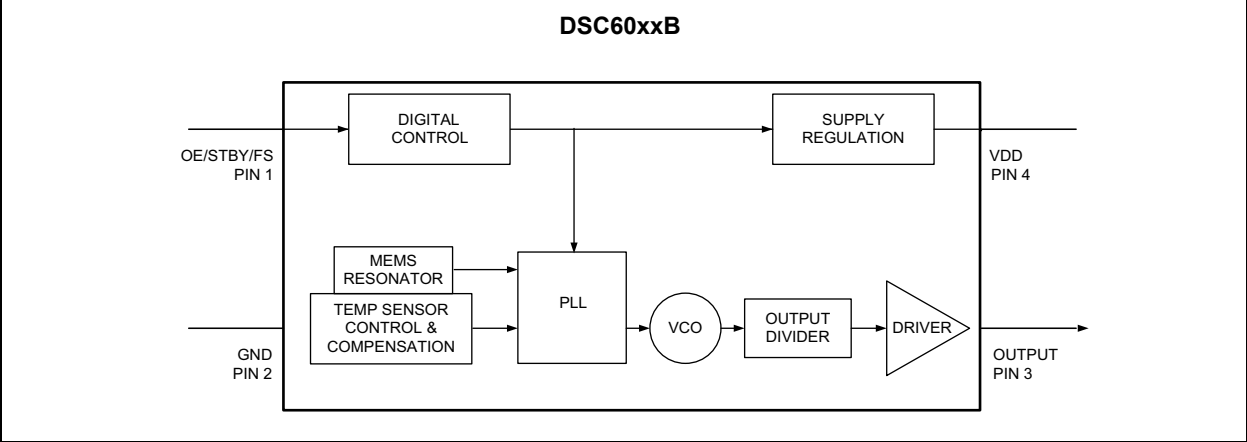 DSC60xxB
DIGITAL
CONTROL
SUPPLY
REGULATION
OE/STBY/FS
PIN 1
VDD
PIN 4
MEMS
RESONATOR
TEMP SENSOR
CONTROL &
COMPENSATION
PLL
VCO
OUTPUT
DIVIDER
DRIVER
GND
PIN 2
OUTPUT
PIN 3